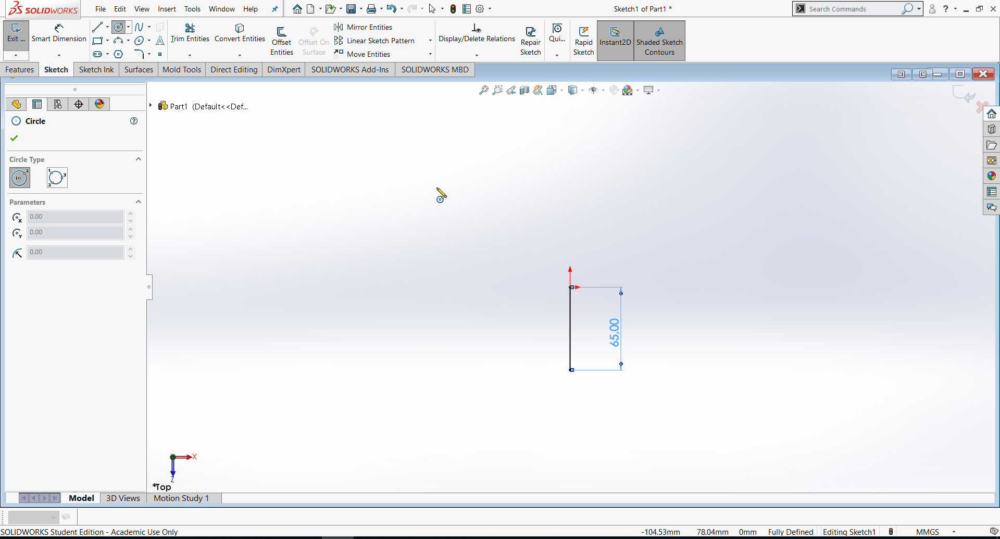 SOLIDWORKS File Edit View Insert Tools Window Help Sketch1 of Part1 * Search Commands ?
Exit ... Smart Dimension Trim Entities Convert Entities Offset Entities Offset On Surface Mirror Entities Linear Sketch Pattern Move Entities Display/Delete Relations Repair Sketch Qui... Rapid Sketch Instant2D Shaded Sketch Contours
Features Sketch Sketch Ink Surfaces Mold Tools Direct Editing DimXpert SOLIDWORKS Add-Ins SOLIDWORKS MBD
Part1 (Default<<Def...
Circle ?
Circle Type
1 2 1 2 3
Parameters
X 0.00
Y 0.00
0.00
65,00
X
Z
*Top
Model 3D Views Motion Study 1
SOLIDWORKS Student Edition - Academic Use Only -104.53mm 78.04mm 0mm Fully Defined Editing Sketch1 MMGS